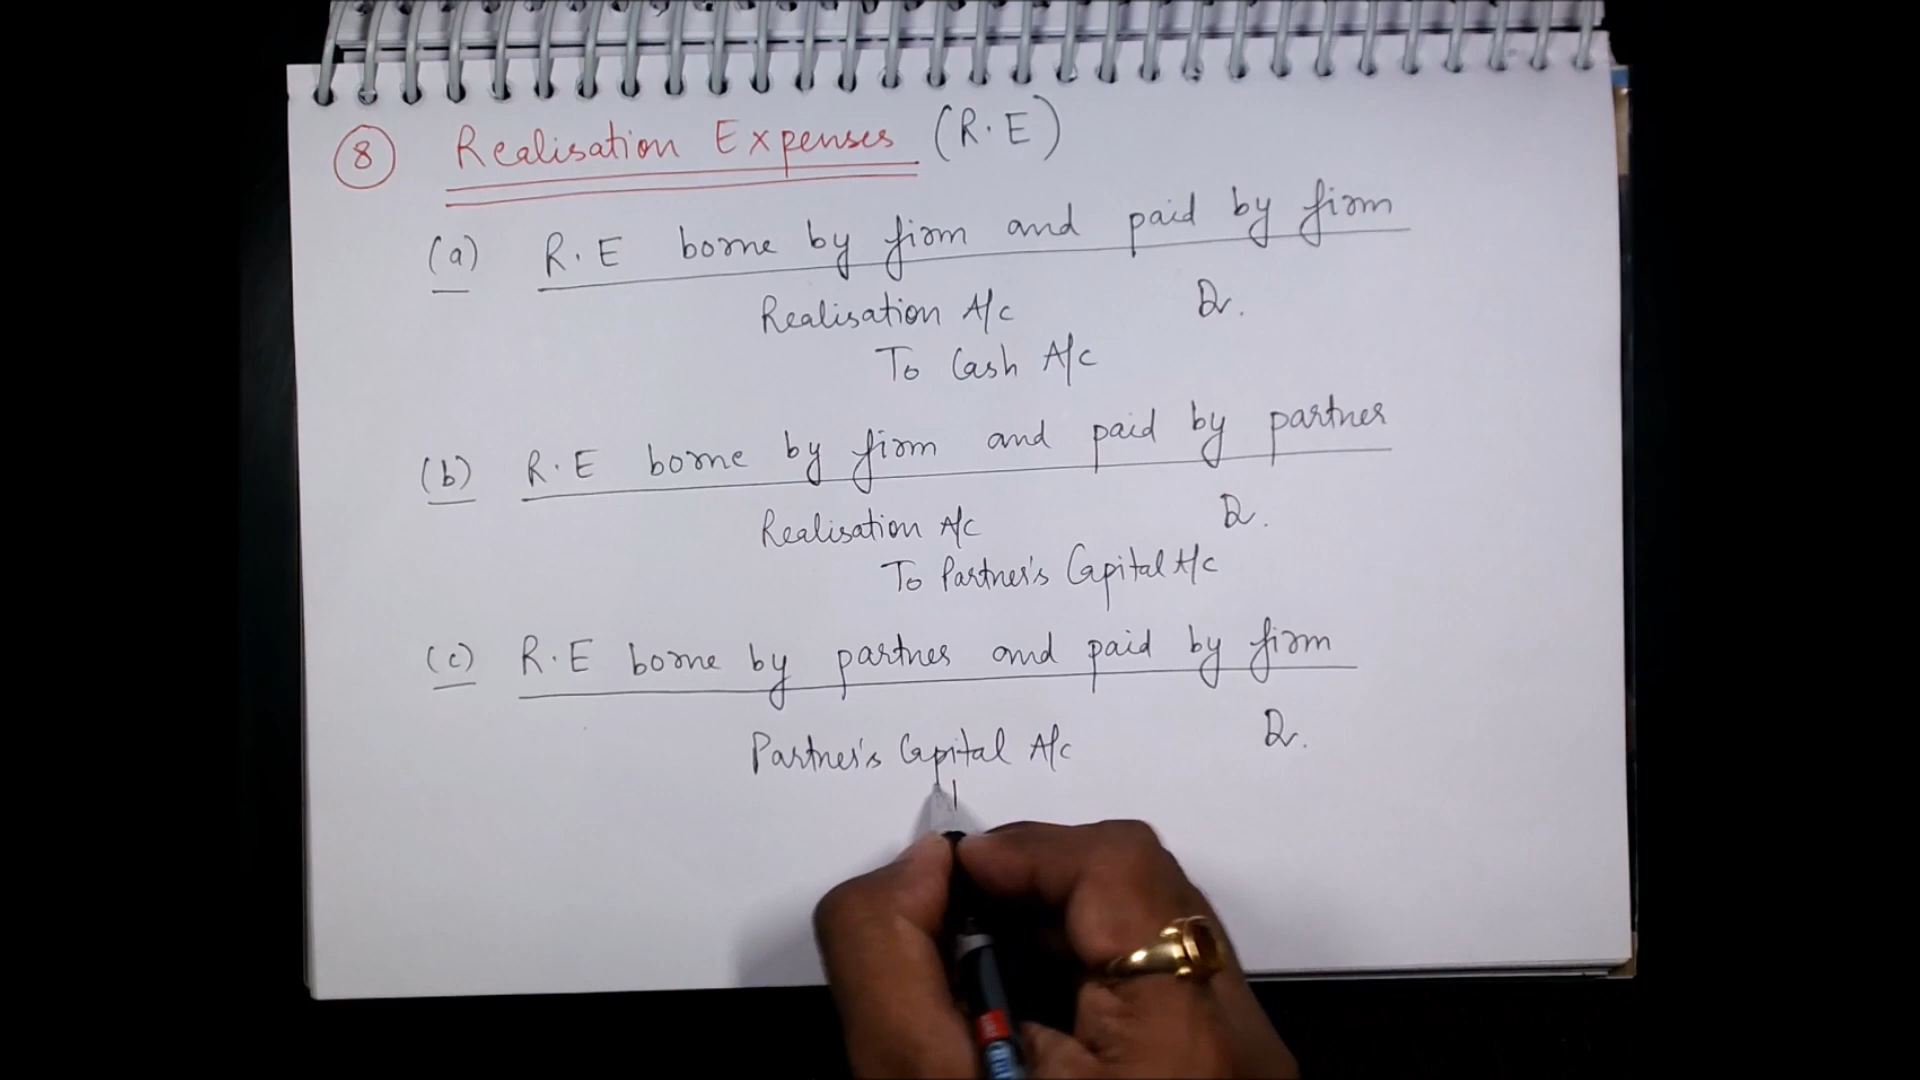 8 Realisation Expenses (R.E)
(a) R.E borne by firm and paid by firm
Realisation A/c Dr.
To Cash A/c
(b) R.E borne by firm and paid by partner
Realisation A/c Dr.
To Partner's Capital A/c
(c) R.E borne by partner and paid by firm
Partner's Capital A/c Dr.